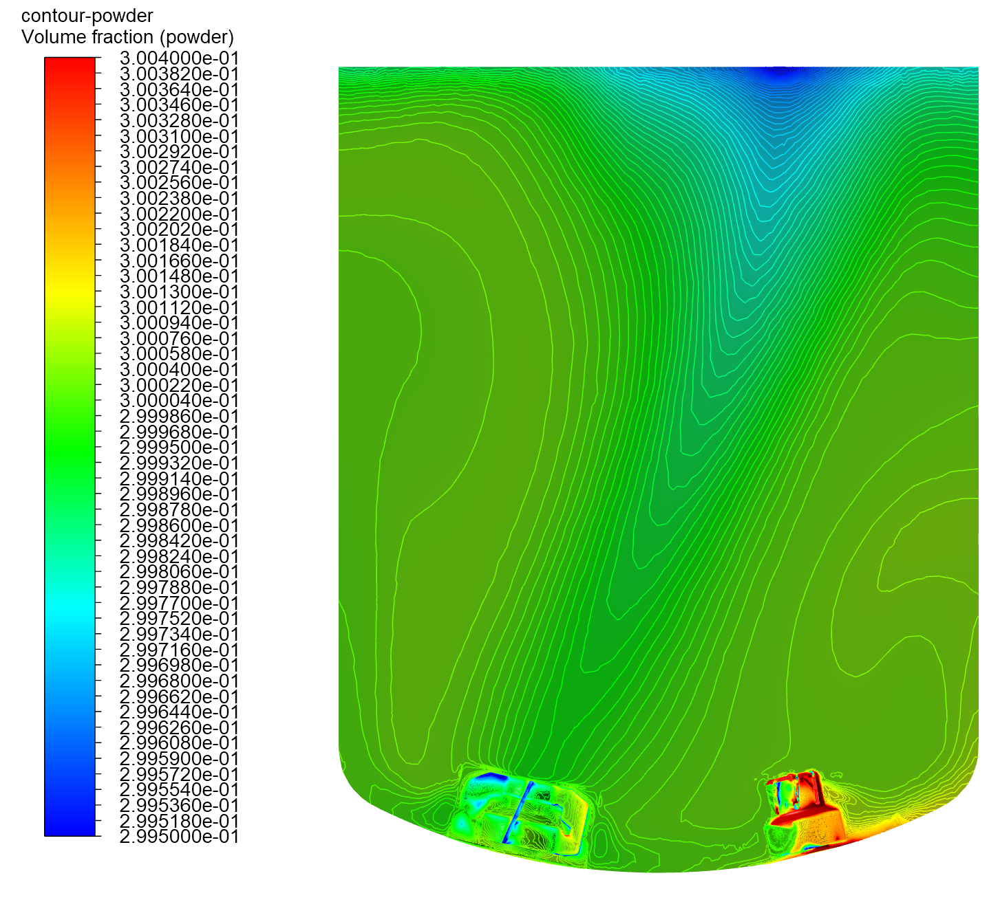 contour-powder
Volume fraction (powder)
3.004000e-01
3.003820e-01
3.003640e-01
3.003460e-01
3.003280e-01
3.003100e-01
3.002920e-01
3.002740e-01
3.002560e-01
3.002380e-01
3.002200e-01
3.002020e-01
3.001840e-01
3.001660e-01
3.001480e-01
3.001300e-01
3.001120e-01
3.000940e-01
3.000760e-01
3.000580e-01
3.000400e-01
3.000220e-01
3.000040e-01
2.999860e-01
2.999680e-01
2.999500e-01
2.999320e-01
2.999140e-01
2.998960e-01
2.998780e-01
2.998600e-01
2.998420e-01
2.998240e-01
2.998060e-01
2.997880e-01
2.997700e-01
2.997520e-01
2.997340e-01
2.997160e-01
2.996980e-01
2.996800e-01
2.996620e-01
2.996440e-01
2.996260e-01
2.996080e-01
2.995900e-01
2.995720e-01
2.995540e-01
2.995360e-01
2.995180e-01
2.995000e-01